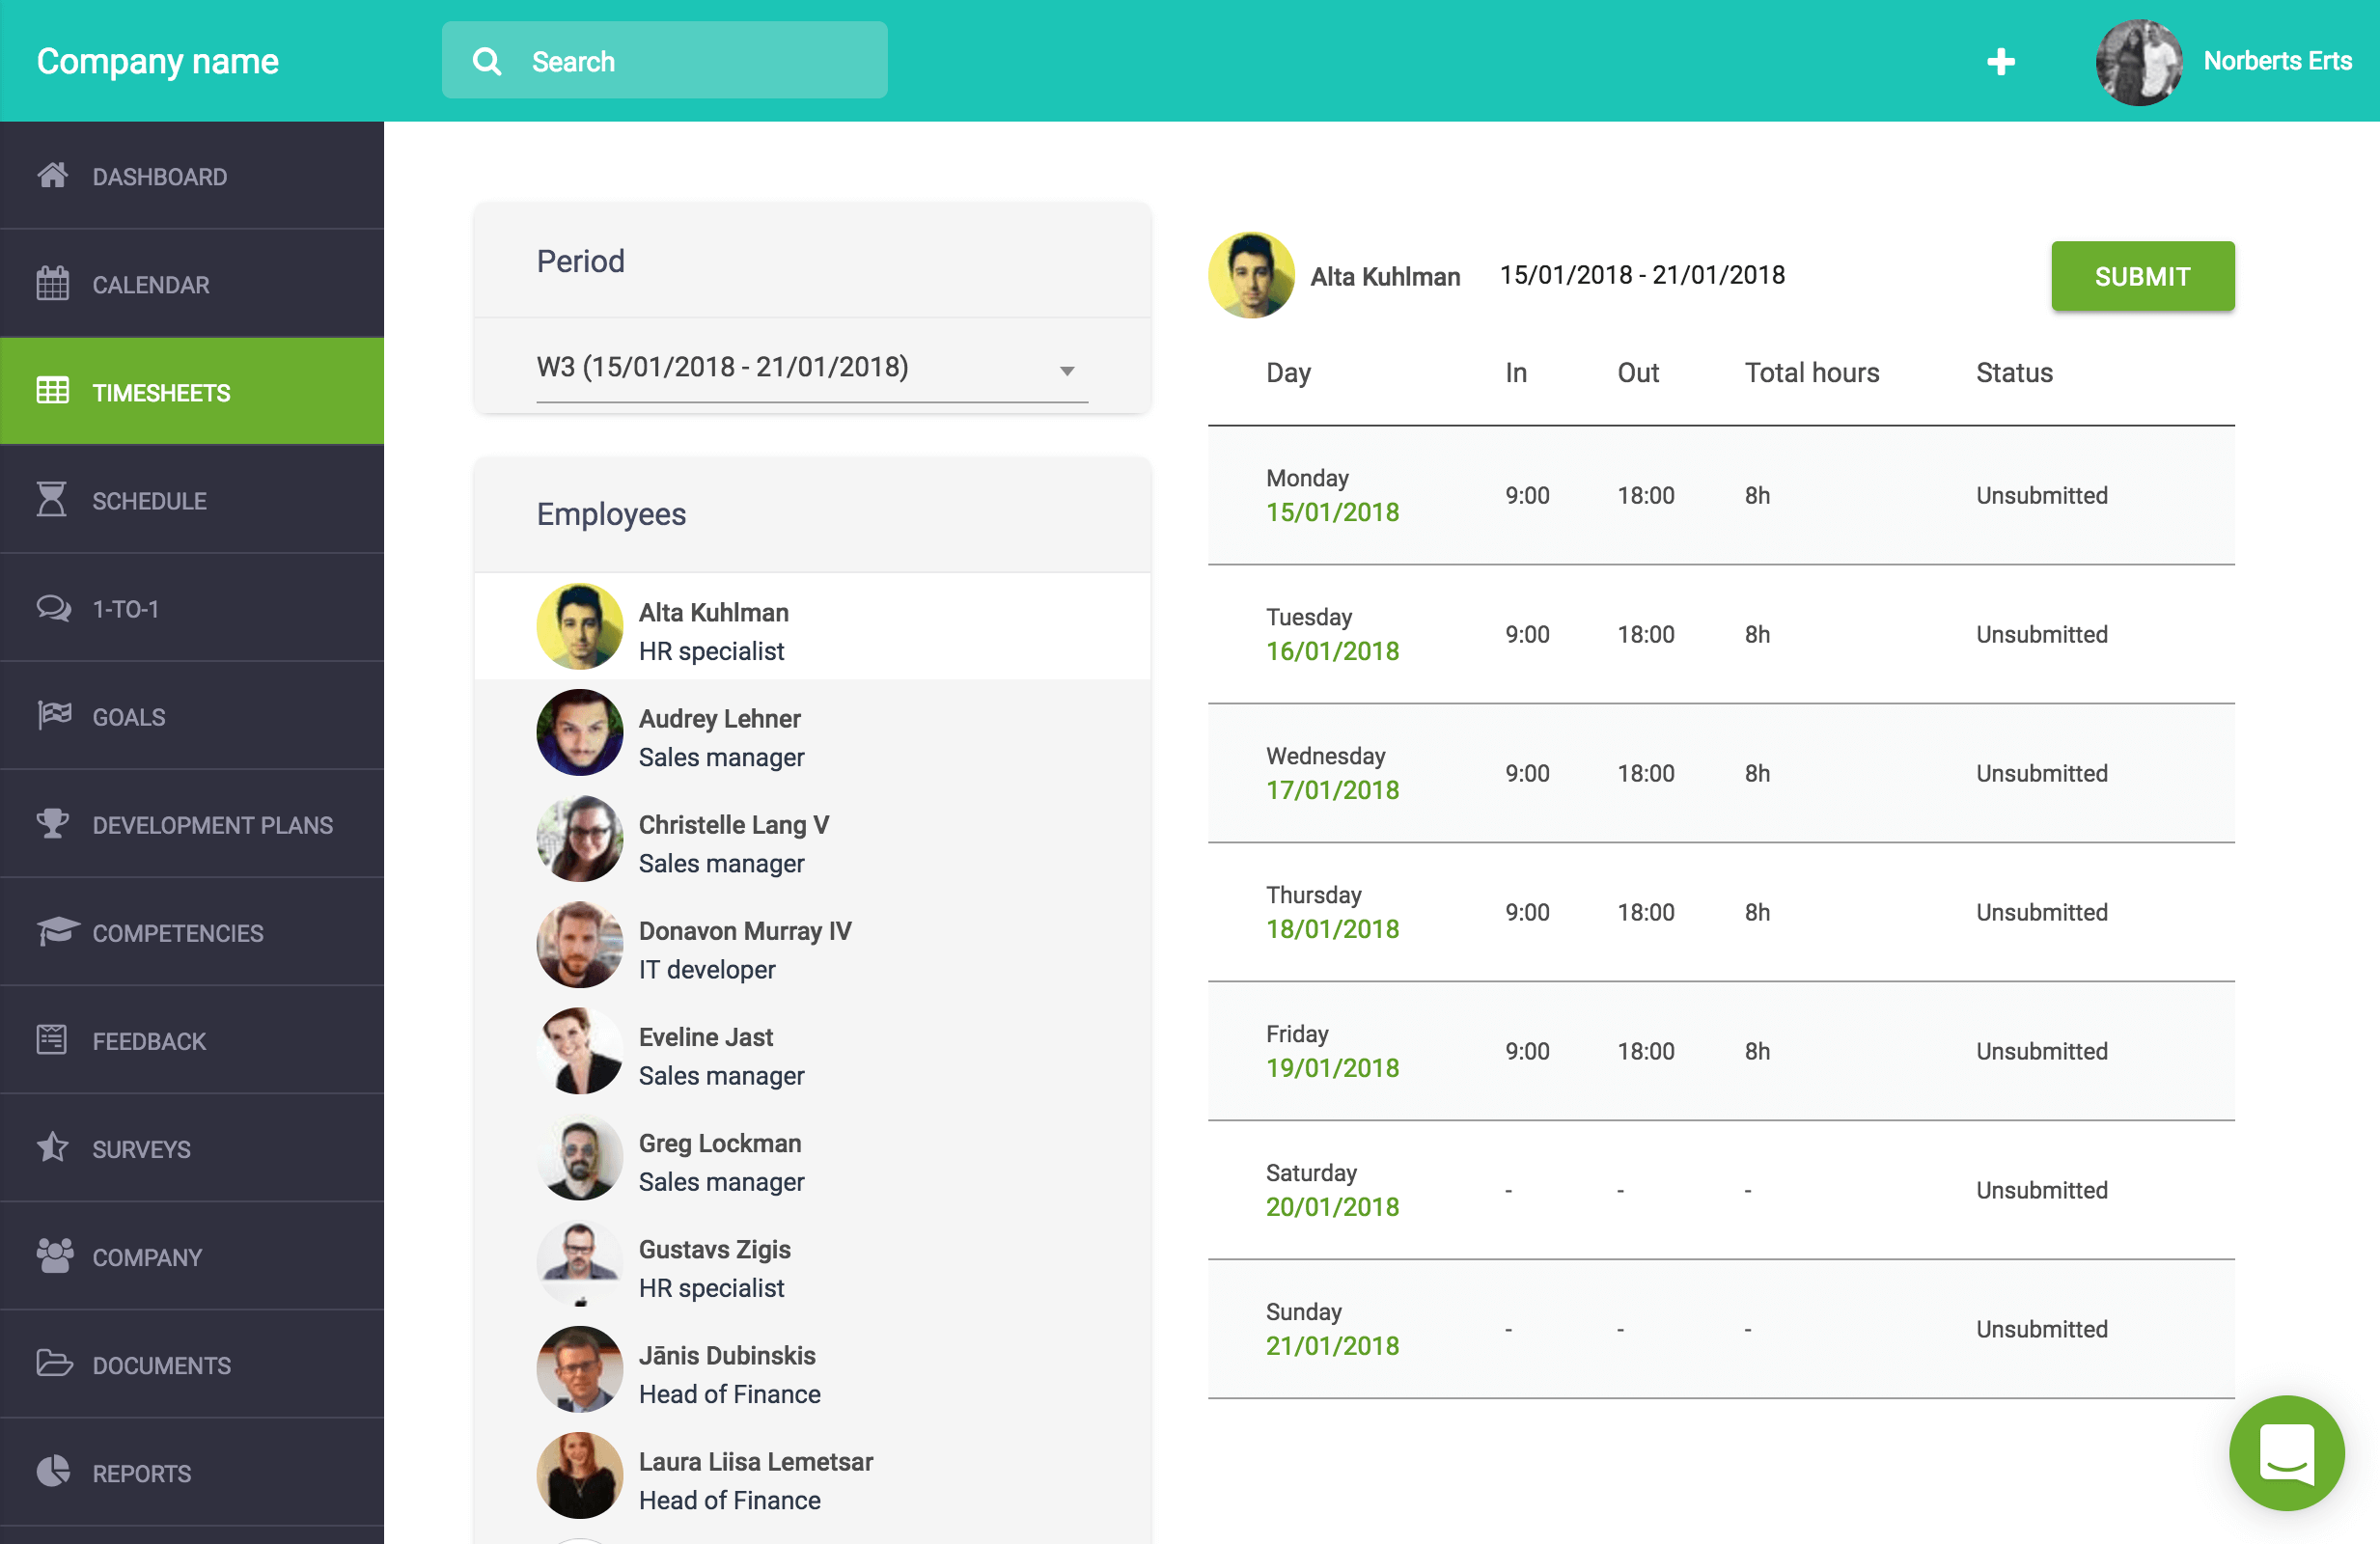 Company name
Search
Norberts Erts
DASHBOARD
CALENDAR
TIMESHEETS
SCHEDULE
1-TO-1
GOALS
DEVELOPMENT PLANS
COMPETENCIES
FEEDBACK
SURVEYS
COMPANY
DOCUMENTS
REPORTS
Period
W3 (15/01/2018 - 21/01/2018)
Employees
Alta Kuhlman
HR specialist
Audrey Lehner
Sales manager
Christelle Lang V
Sales manager
Donavon Murray IV
IT developer
Eveline Jast
Sales manager
Greg Lockman
Sales manager
Gustavs Zigis
HR specialist
Jānis Dubinskis
Head of Finance
Laura Liisa Lemetsar
Head of Finance
Alta Kuhlman 15/01/2018 - 21/01/2018 SUBMIT
Day In Out Total hours Status
Monday
15/01/2018 9:00 18:00 8h Unsubmitted
Tuesday
16/01/2018 9:00 18:00 8h Unsubmitted
Wednesday
17/01/2018 9:00 18:00 8h Unsubmitted
Thursday
18/01/2018 9:00 18:00 8h Unsubmitted
Friday
19/01/2018 9:00 18:00 8h Unsubmitted
Saturday
20/01/2018 - - - Unsubmitted
Sunday
21/01/2018 - - - Unsubmitted